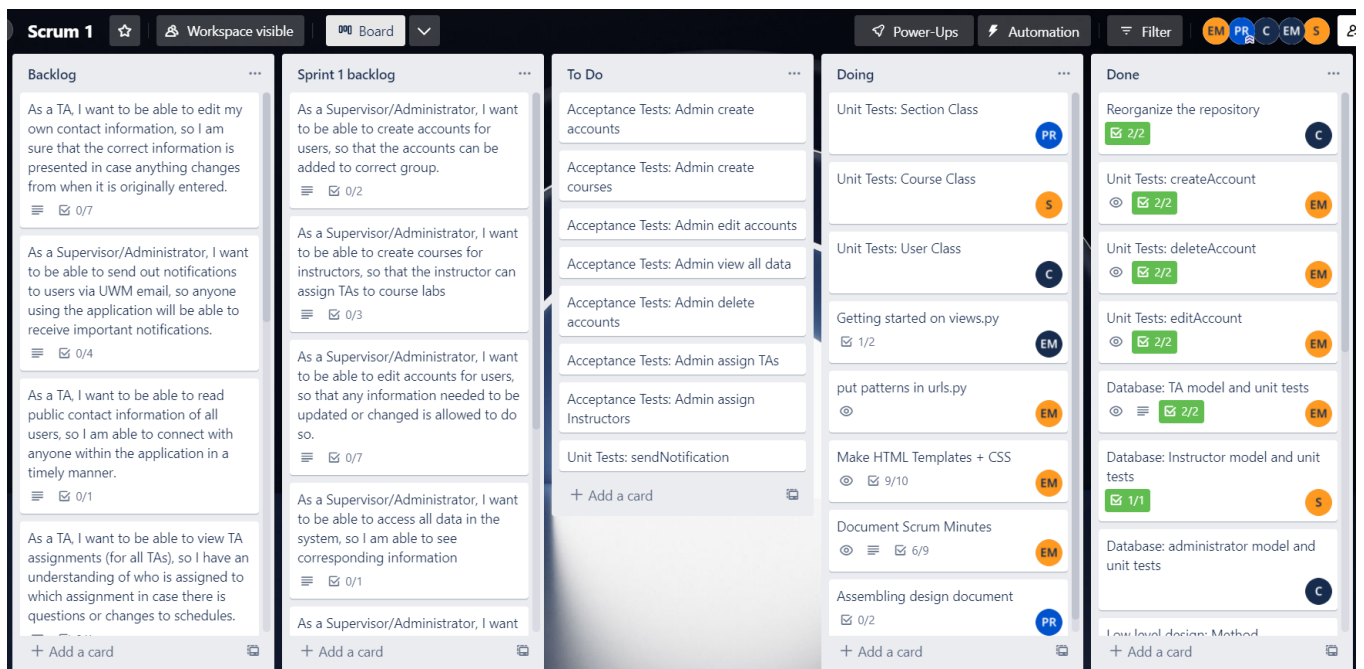 Scrum 1
Workspace visible
Board
Power-Ups
Automation
Filter
EM
PR
C
EM
S
Backlog
As a TA, I want to be able to edit my
own contact information, so I am
sure that the correct information is
presented in case anything changes
from when it is originally entered.
0/7
As a Supervisor/Administrator, I want
to be able to send out notifications
to users via UWM email, so anyone
using the application will be able to
receive important notifications.
0/4
As a TA, I want to be able to read
public contact information of all
users, so I am able to connect with
anyone within the application in a
timely manner.
0/1
As a TA, I want to be able to view TA
assignments (for all TAs), so I have an
understanding of who is assigned to
which assignment in case there is
questions or changes to schedules.
+ Add a card
Sprint 1 backlog
As a Supervisor/Administrator, I want
to be able to create accounts for
users, so that the accounts can be
added to correct group.
0/2
As a Supervisor/Administrator, I want
to be able to create courses for
instructors, so that the instructor can
assign TAs to course labs
0/3
As a Supervisor/Administrator, I want
to be able to edit accounts for users,
so that any information needed to be
updated or changed is allowed to do
so.
0/7
As a Supervisor/Administrator, I want
to be able to access all data in the
system, so I am able to see
corresponding information
0/1
As a Supervisor/Administrator, I want
+ Add a card
To Do
Acceptance Tests: Admin create
accounts
Acceptance Tests: Admin create
courses
Acceptance Tests: Admin edit accounts
Acceptance Tests: Admin view all data
Acceptance Tests: Admin delete
accounts
Acceptance Tests: Admin assign TAs
Acceptance Tests: Admin assign
Instructors
Unit Tests: sendNotification
+ Add a card
Doing
Unit Tests: Section Class
PR
Unit Tests: Course Class
S
Unit Tests: User Class
C
Getting started on views.py
1/2
EM
put patterns in urls.py
EM
Make HTML Templates + CSS
9/10
EM
Document Scrum Minutes
6/9
EM
Assembling design document
0/2
PR
+ Add a card
Done
Reorganize the repository
2/2
C
Unit Tests: createAccount
2/2
EM
Unit Tests: deleteAccount
2/2
EM
Unit Tests: editAccount
2/2
EM
Database: TA model and unit tests
2/2
EM
Database: Instructor model and unit
tests
1/1
S
Database: administrator model and
unit tests
C
Low level design: Method
+ Add a card